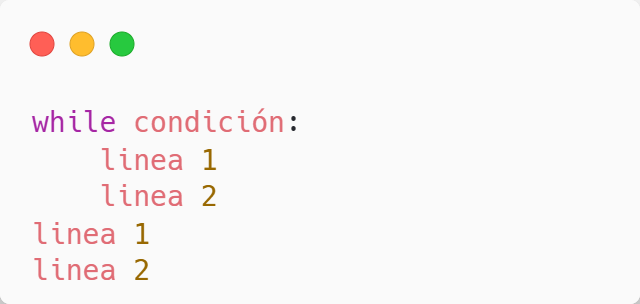 while condición:
    linea 1
    linea 2
linea 1
linea 2